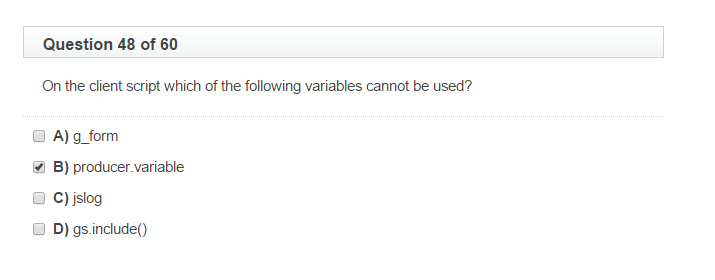 Question 48 of 60
On the client script which of the following variables cannot be used?
A) g_form
B) producer.variable
C) jslog
D) gs.include()